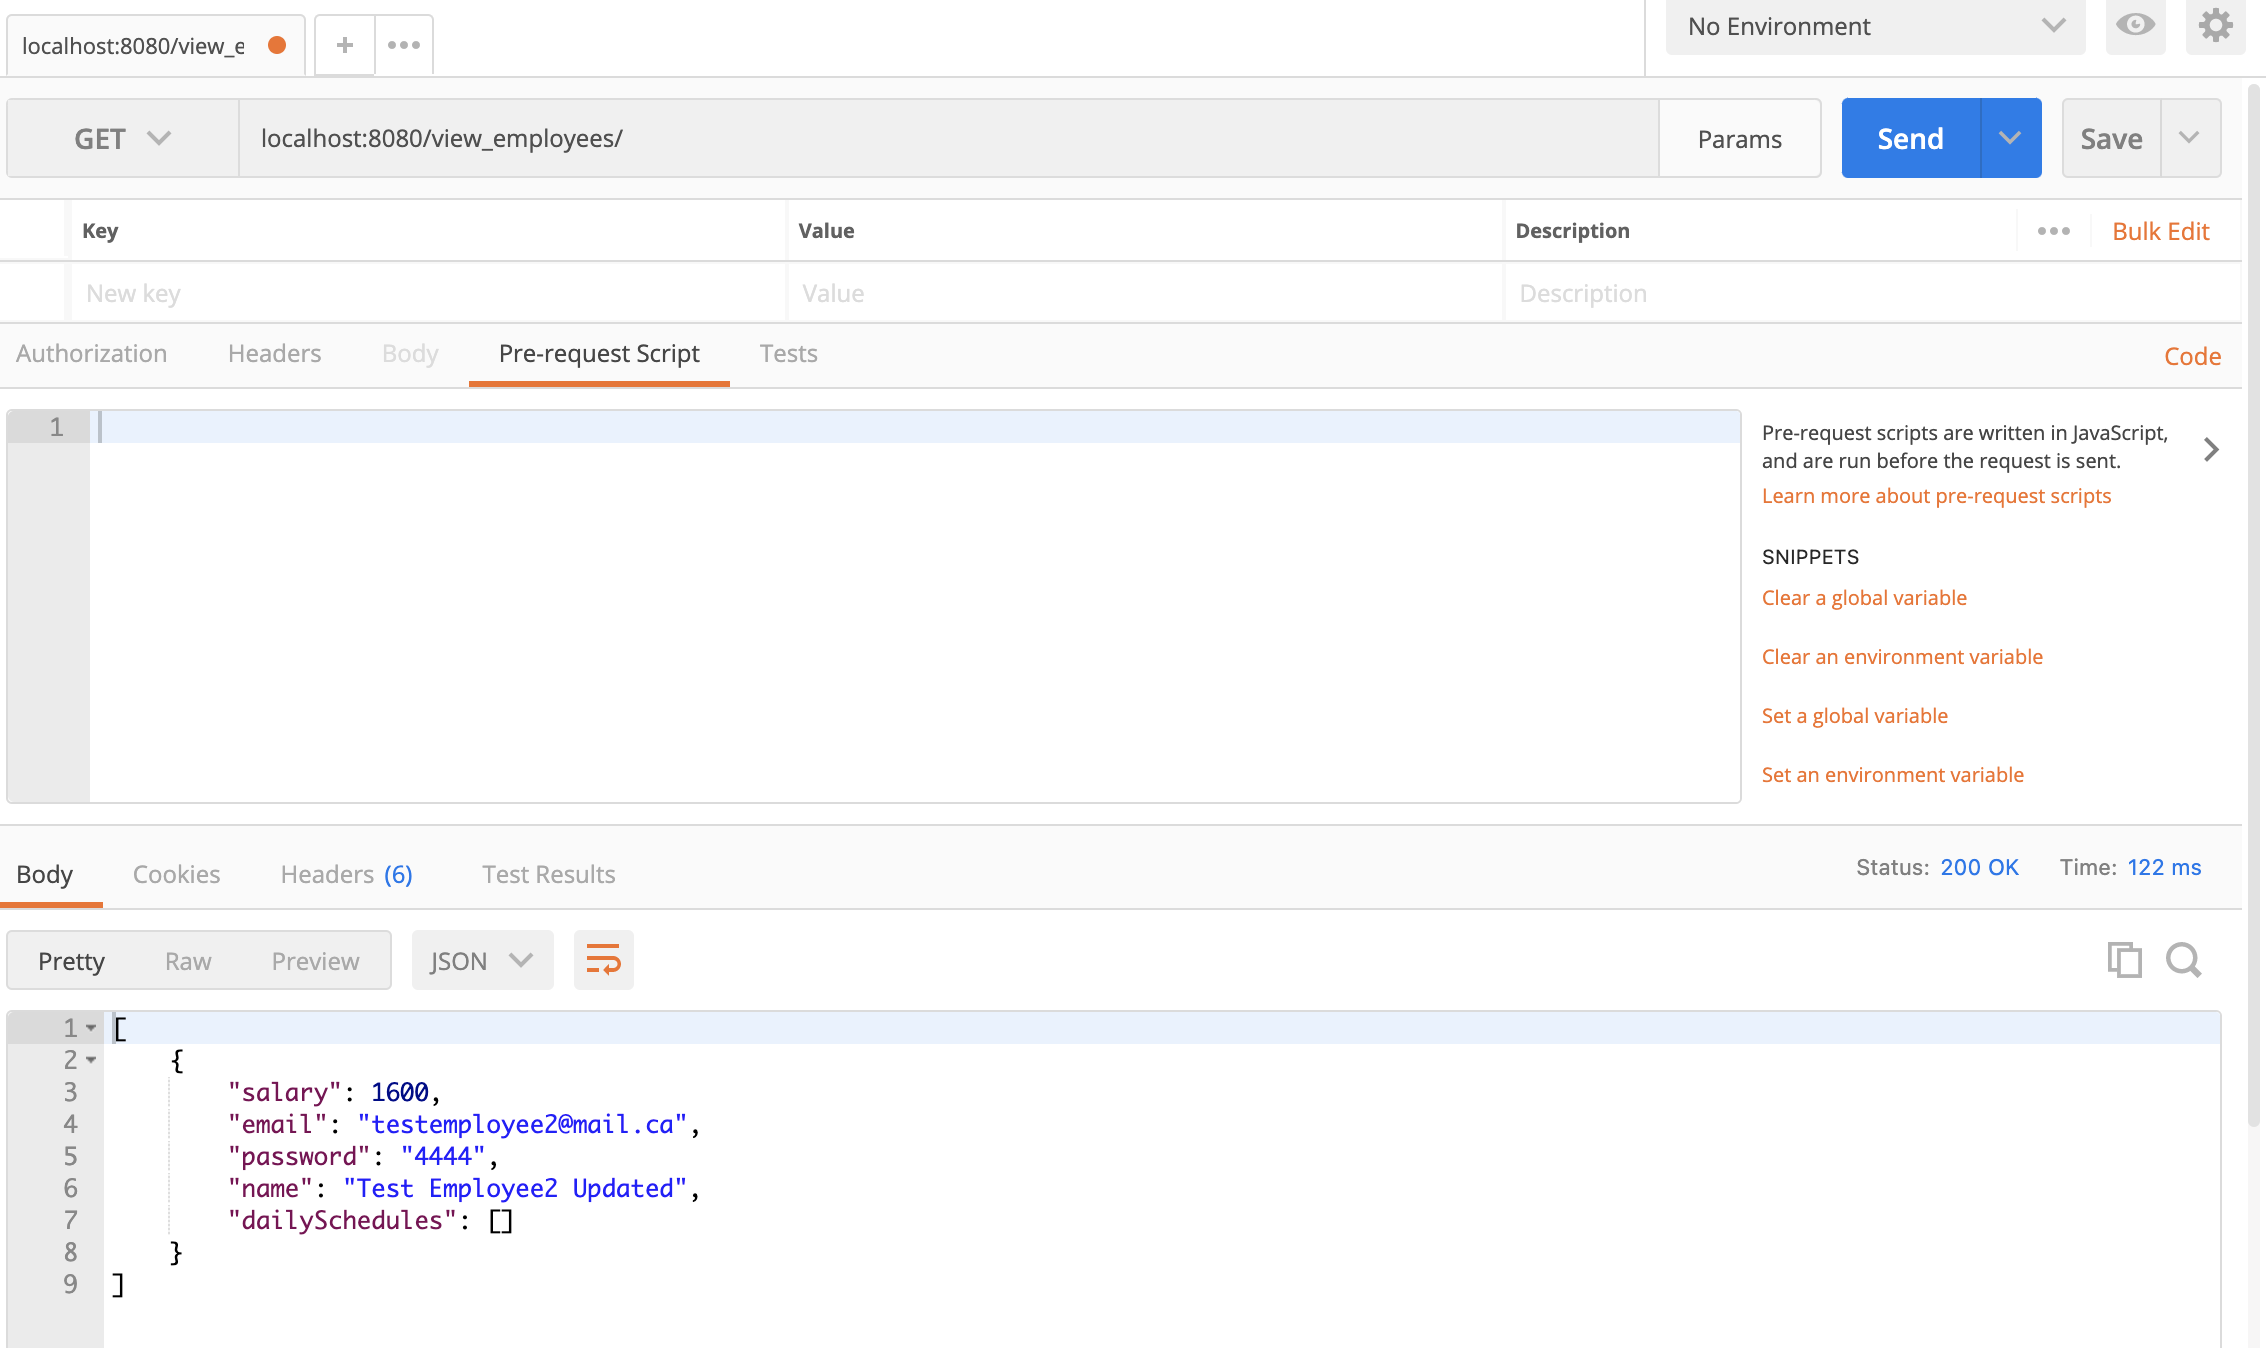 localhost:8080/view_e
No Environment
GET localhost:8080/view_employees/ Params Send Save
Key Value Description Bulk Edit
New key Value Description
Authorization Headers Body Pre-request Script Tests Code
1
Pre-request scripts are written in JavaScript,
and are run before the request is sent.
Learn more about pre-request scripts
SNIPPETS
Clear a global variable
Clear an environment variable
Set a global variable
Set an environment variable
Body Cookies Headers (6) Test Results Status: 200 OK Time: 122 ms
Pretty Raw Preview JSON
1 [
2 {
3 "salary": 1600,
4 "email": "testemployee2@mail.ca",
5 "password": "4444",
6 "name": "Test Employee2 Updated",
7 "dailySchedules": []
8 }
9 ]